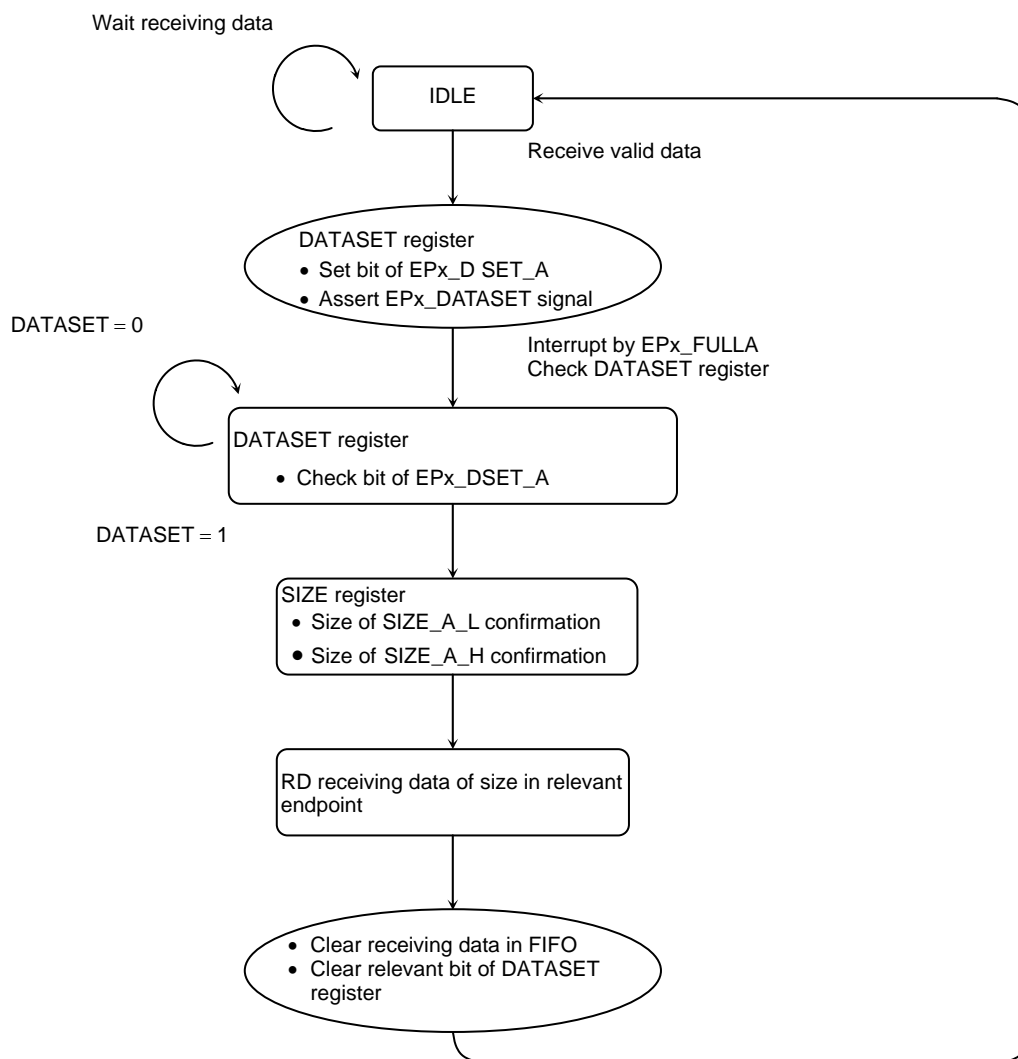 Wait receiving data
IDLE
Receive valid data
DATASET register
• Set bit of EPx_D SET_A
• Assert EPx_DATASET signal
DATASET = 0
Interrupt by EPx_FULLA
Check DATASET register
DATASET register
• Check bit of EPx_DSET_A
DATASET = 1
SIZE register
• Size of SIZE_A_L confirmation
• Size of SIZE_A_H confirmation
RD receiving data of size in relevant
endpoint
• Clear receiving data in FIFO
• Clear relevant bit of DATASET
register